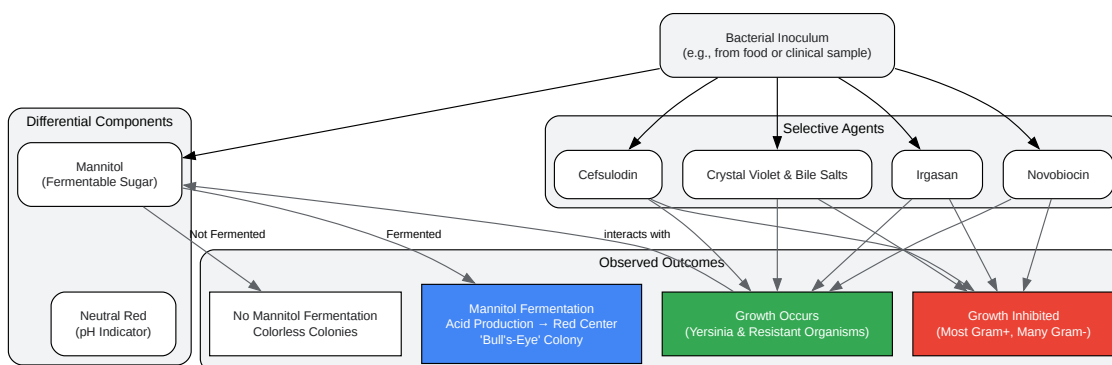 Bacterial Inoculum
(e.g., from food or clinical sample)
Differential Components
Selective Agents
Mannitol
(Fermentable Sugar)
Cefsulodin
Crystal Violet & Bile Salts
Irgasan
Novobiocin
Not Fermented
Fermented
interacts with
Observed Outcomes
Neutral Red
(pH Indicator)
No Mannitol Fermentation
Colorless Colonies
Mannitol Fermentation
Acid Production → Red Center
'Bull's-Eye' Colony
Growth Occurs
(Yersinia & Resistant Organisms)
Growth Inhibited
(Most Gram+, Many Gram-)